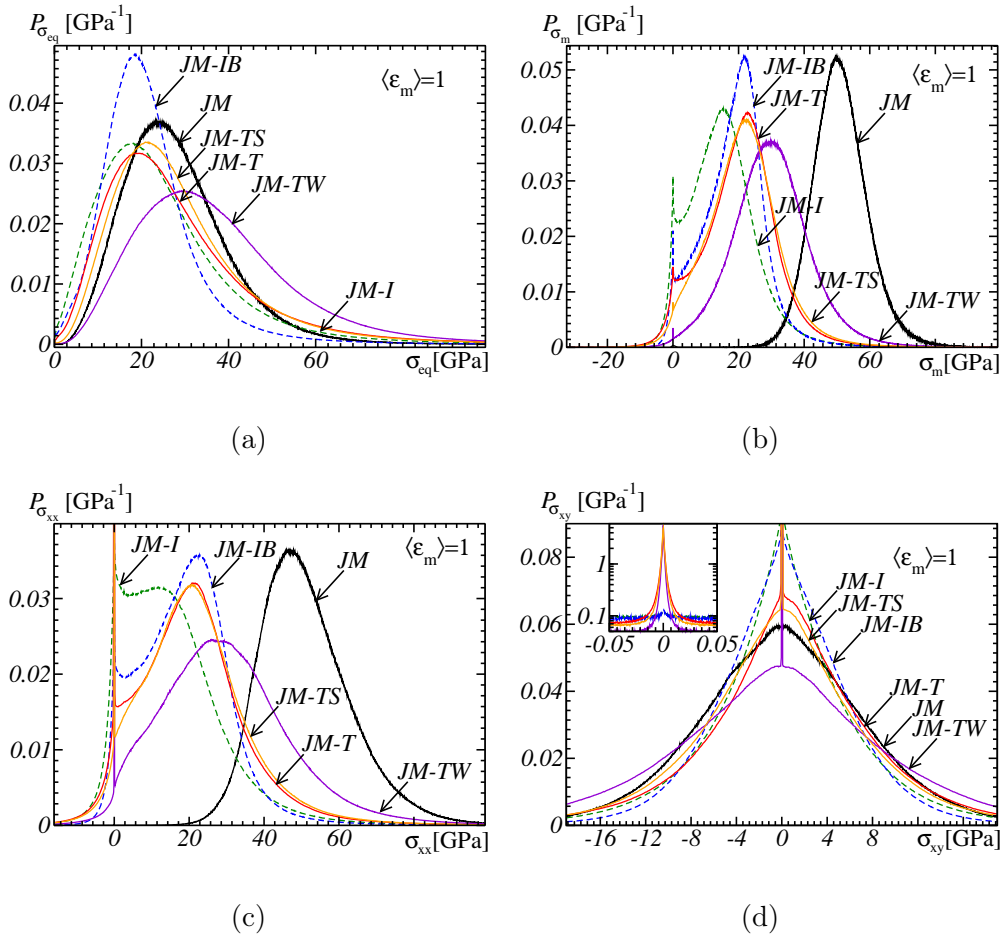 P_σ_eq [GPa⁻¹]
⟨ε_m⟩=1
JM-IB
JM
JM-TS
JM-T
JM-TW
JM-I
0.04
0.03
0.02
0.01
0
0 20 40 60
σ_eq[GPa]
(a)
P_σ_m [GPa⁻¹]
⟨ε_m⟩=1
JM-IB
JM-T
JM
JM-I
JM-TS
JM-TW
0.05
0.04
0.03
0.02
0.01
0
-20 0 20 40 60
σ_m[GPa]
(b)
P_σ_xx [GPa⁻¹]
⟨ε_m⟩=1
JM-I
JM-IB
JM
JM-TS
JM-T
JM-TW
0.03
0.02
0.01
0
0 20 40 60
σ_xx[GPa]
(c)
P_σ_xy [GPa⁻¹]
⟨ε_m⟩=1
1
0.1
-0.05 0 0.05
JM-I
JM-TS
JM-IB
JM-T
JM
JM-TW
0.08
0.06
0.04
0.02
0
-16 -12 -8 -4 0 4 8
σ_xy[GPa]
(d)